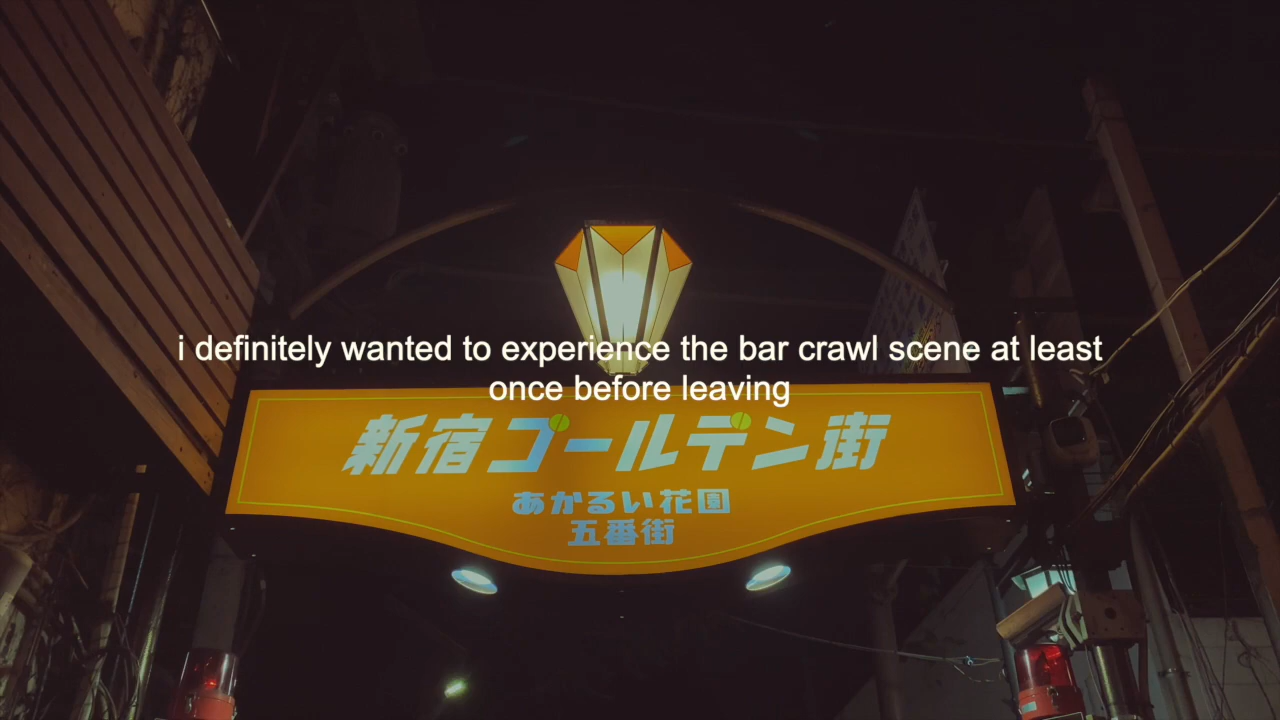 i definitely wanted to experience the bar crawl scene at least
once before leaving
新宿ゴールデン街
あかるい花園
五番街